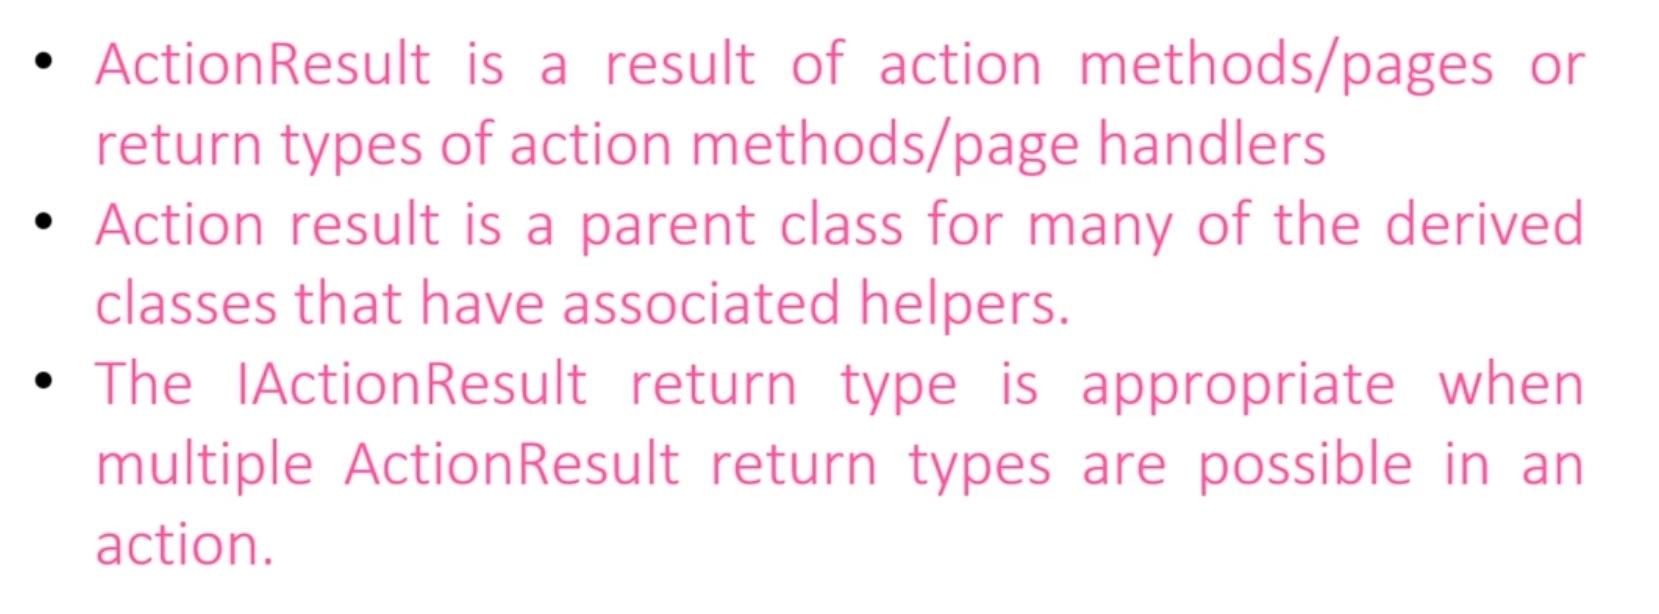 • ActionResult is a result of action methods/pages or
return types of action methods/page handlers
• Action result is a parent class for many of the derived
classes that have associated helpers.
• The IActionResult return type is appropriate when
multiple ActionResult return types are possible in an
action.